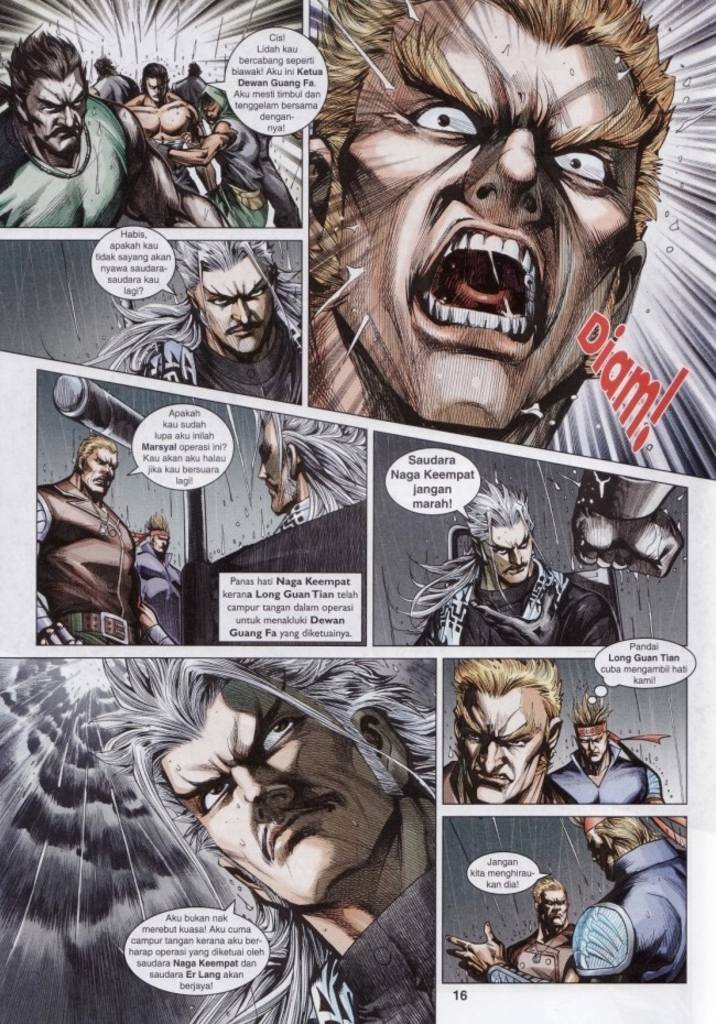 Cis!
Lidah kau
bercabang seperti
biawak! Aku ini Ketua
Dewan Guang Fa.
Aku mesti timbul dan
tenggelam bersama
dengan-
nya!
Diam!
Habis,
apakah kau
tidak sayang akan
nyawa saudara-
saudara kau
lagi?
Apakah
kau sudah
lupa aku inilah
Marsyal operasi ini?
Kau akan aku halau
jika kau bersuara
lagi!
Panas hati Naga Keempat
kerana Long Guan Tian telah
campur tangan dalam operasi
untuk menakluki Dewan
Guang Fa yang diketuainya.
Saudara
Naga Keempat
jangan
marah!
Aku bukan nak
merebut kuasa! Aku cuma
campur tangan kerana aku ber-
harap operasi yang diketuai oleh
saudara Naga Keempat dan
saudara Er Lang akan
berjaya!
Pandai
Long Guan Tian
cuba mengambil hati
kami!
Jangan
kita menghirau-
kan dia!
16